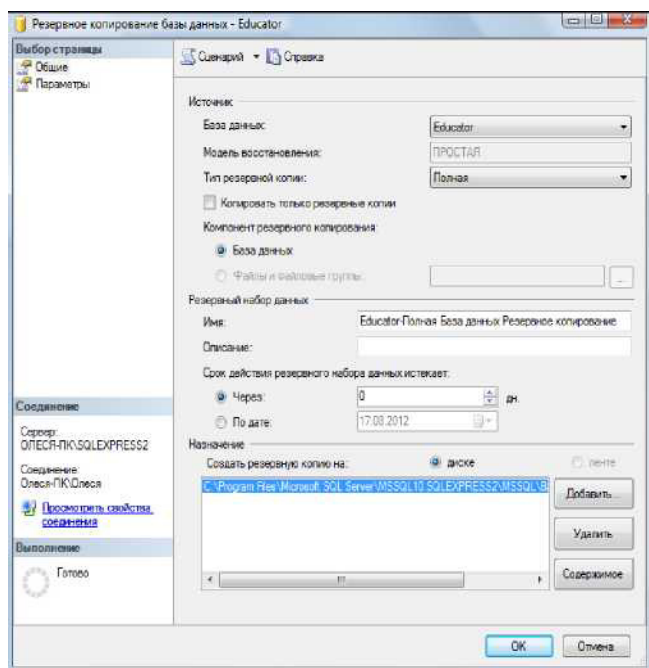 Резервное копирование базы данных - Educator
Выбор страницы
Общие
Параметры
Сценарий
Справка
Источник
База данных:
Educator
Модель восстановления:
ПРОСТАЯ
Тип резервной копии:
Полная
Копировать только резервные копии
Компонент резервного копирования:
База данных
Файлы и файловые группы:
...
Резервный набор данных
Имя:
Educator-Полная База данных Резервное копирование
Описание:
Срок действия резервного набора данных истекает:
Через:
0
дн.
По дате:
17.08.2012
Назначение
Создать резервную копию на:
диске
ленте
C:\Program Files\Microsoft SQL Server\MSSQL10.SQLEXPRESS2\MSSQL\B
Добавить...
Удалить
Содержимое
Соединение
Сервер:
ОЛЕСЯ-ПК\SQLEXPRESS2
Соединение:
Олеся-ПК\Олеся
Просмотреть свойства
соединения
Выполнение
Готово
OK
Отмена